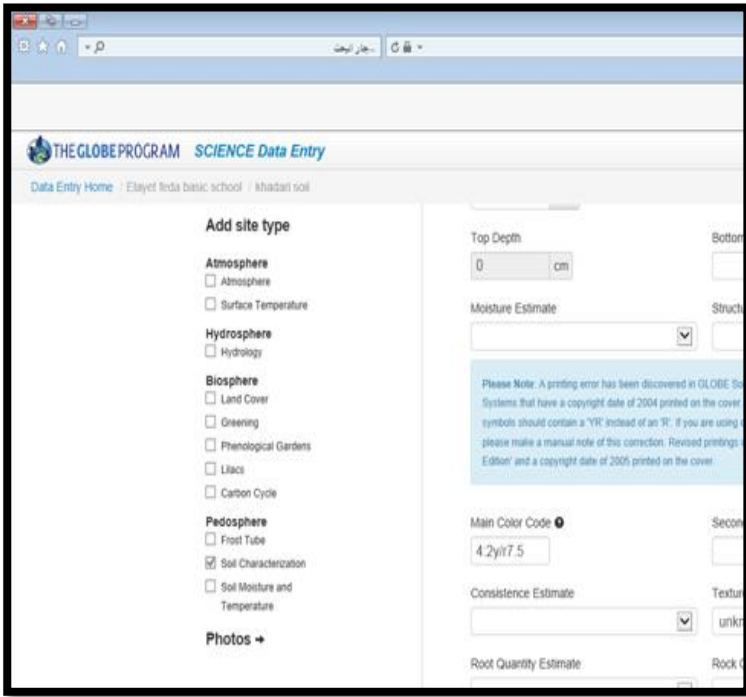 جار البحث...
THE GLOBE PROGRAM SCIENCE Data Entry
Data Entry Home / Elayet feda basic school / khadari soil
Add site type
Atmosphere
Atmosphere
Surface Temperature
Hydrosphere
Hydrology
Biosphere
Land Cover
Greening
Phenological Gardens
Lilacs
Carbon Cycle
Pedosphere
Frost Tube
Soil Characterization
Soil Moisture and
Temperature
Photos →
Top Depth Bottom
0 cm
Moisture Estimate Structu
Please Note: A printing error has been discovered in GLOBE So
Systems that have a copyright date of 2004 printed on the cover.
symbols should contain a 'YR' instead of an 'R'. If you are using
please make a manual note of this correction. Revised printings
Edition' and a copyright date of 2005 printed on the cover.
Main Color Code Secon
4:2y/r7.5
Consistence Estimate Texture
unkn
Root Quantity Estimate Rock